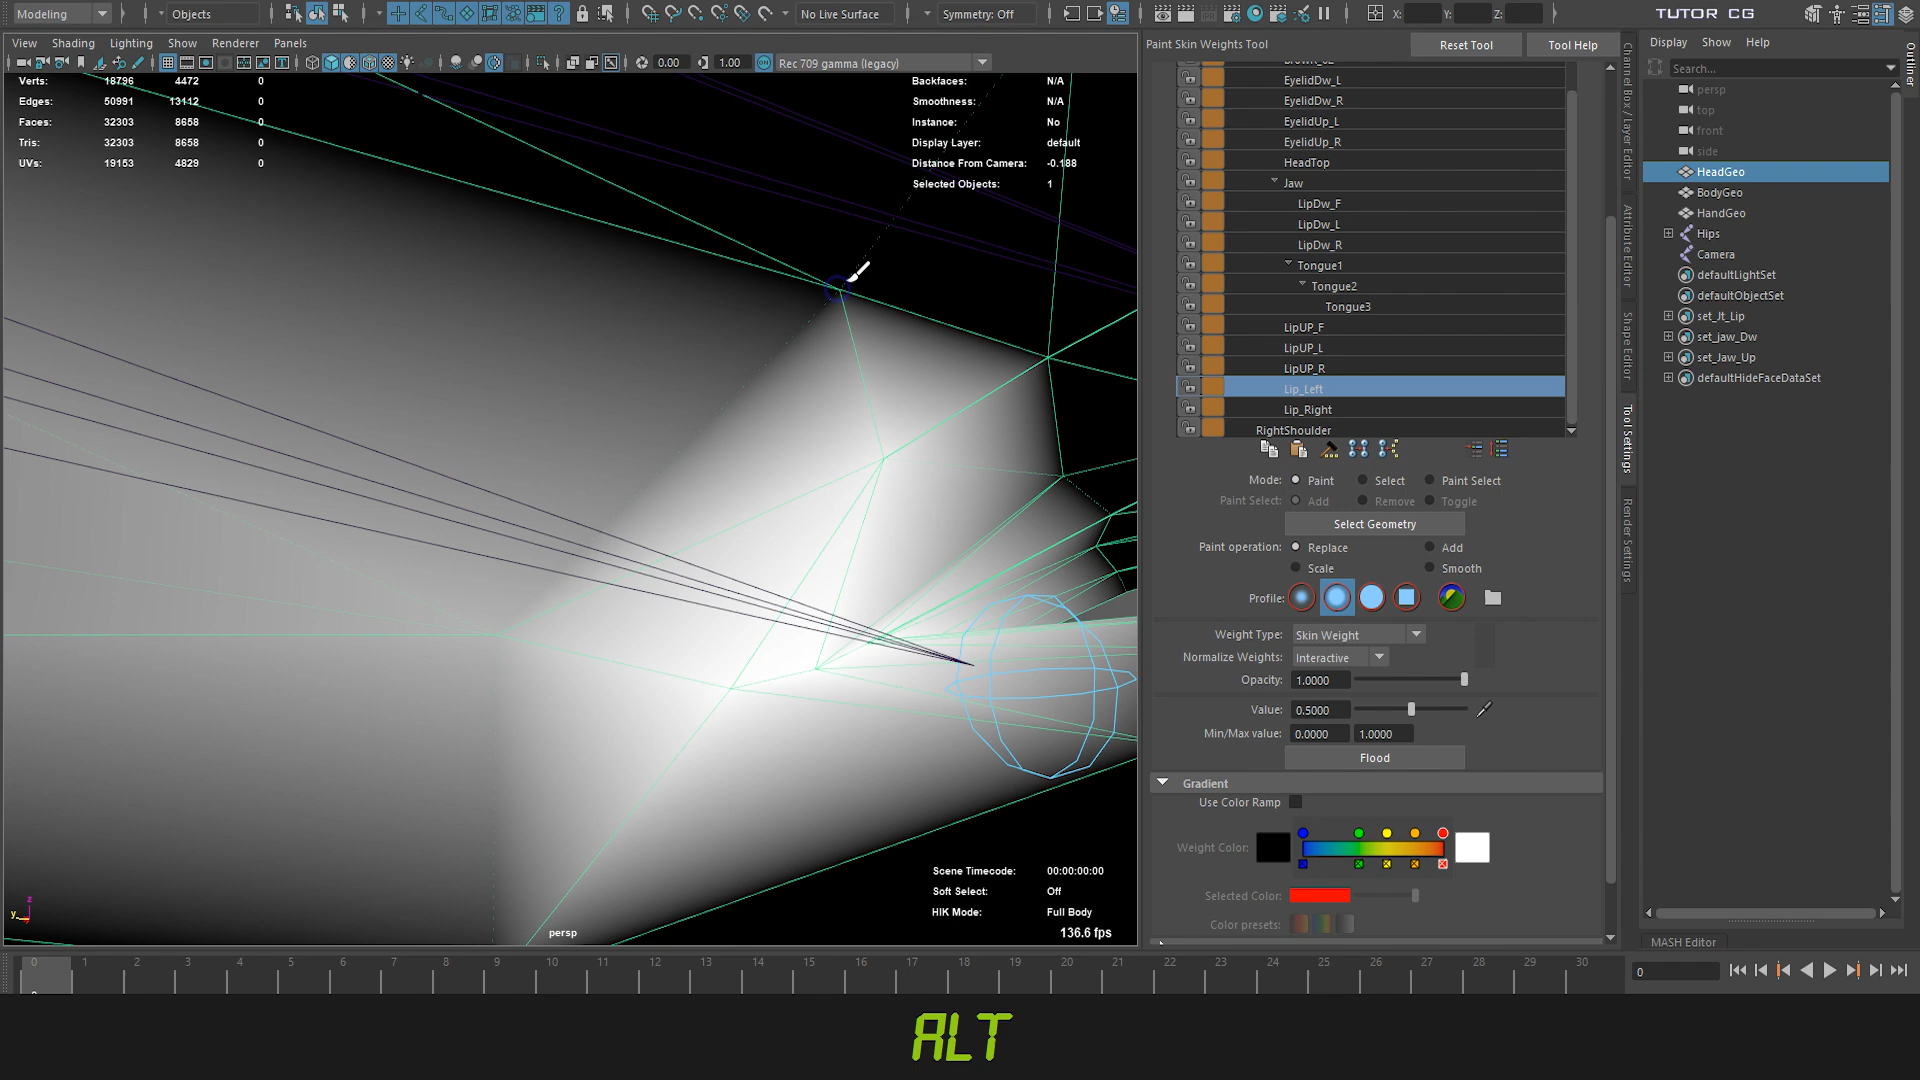 Modeling
Objects
No Live Surface
Symmetry: Off
X:
Y:
Z:
TUTOR CG
View Shading Lighting Show Renderer Panels
0.00
1.00
Rec 709 gamma (legacy)
Verts: 18796 4472 0
Edges: 50991 13112 0
Faces: 32303 8658 0
Tris: 32303 8658 0
UVs: 19153 4829 0
Backfaces: N/A
Smoothness: N/A
Instance: No
Display Layer: default
Distance From Camera: -0.188
Selected Objects: 1
Scene Timecode: 00:00:00:00
Soft Select: Off
HIK Mode: Full Body
136.6 fps
persp
y
z
Paint Skin Weights Tool
Reset Tool
Tool Help
EyelidDw_L
EyelidDw_R
EyelidUp_L
EyelidUp_R
HeadTop
Jaw
LipDw_F
LipDw_L
LipDw_R
Tongue1
Tongue2
Tongue3
LipUP_F
LipUP_L
LipUP_R
Lip_Left
Lip_Right
RightShoulder
Mode: Paint Select Paint Select
Paint Select: Add Remove Toggle
Select Geometry
Paint operation: Replace Add
Scale Smooth
Profile:
Weight Type: Skin Weight
Normalize Weights: Interactive
Opacity: 1.0000
Value: 0.5000
Min/Max value: 0.0000 1.0000
Flood
Gradient
Use Color Ramp
Weight Color:
Selected Color:
Color presets:
Channel Box / Layer Editor
Attribute Editor
Shape Editor
Tool Settings
Render Settings
Display Show Help
Search...
persp
top
front
side
HeadGeo
BodyGeo
HandGeo
Hips
Camera
defaultLightSet
defaultObjectSet
set_Jt_Lip
set_jaw_Dw
set_Jaw_Up
defaultHideFaceDataSet
Outliner
MASH Editor
0 1 2 3 4 5 6 7 8 9 10 11 12 13 14 15 16 17 18 19 20 21 22 23 24 25 26 27 28 29 30
0
0
ALT